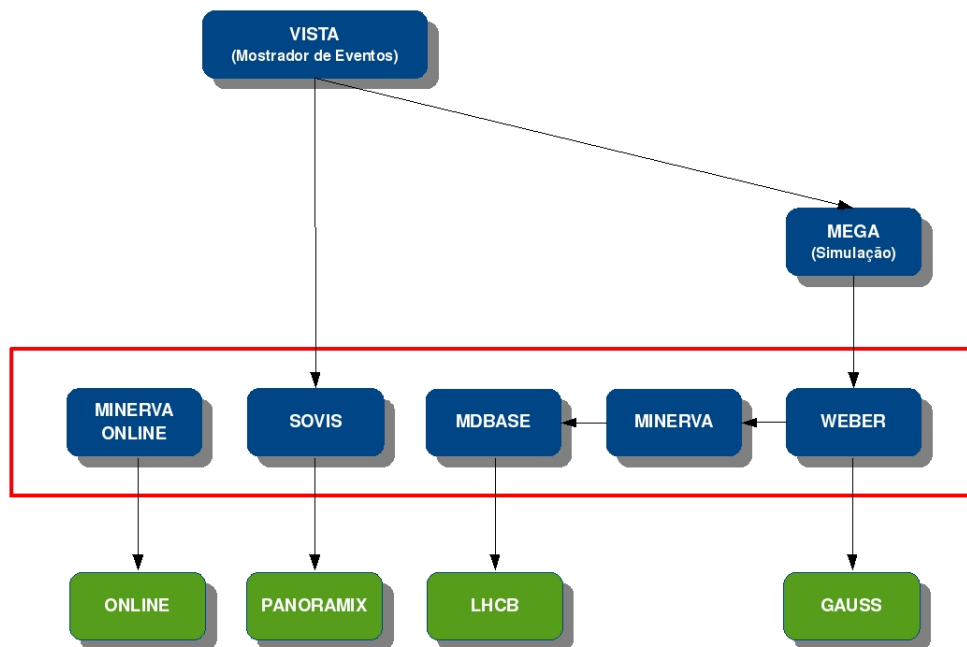 VISTA
(Mostrador de Eventos)
MEGA
(Simulação)
MINERVA
ONLINE
SOVIS
MDBASE
MINERVA
WEBER
ONLINE
PANORAMIX
LHCB
GAUSS